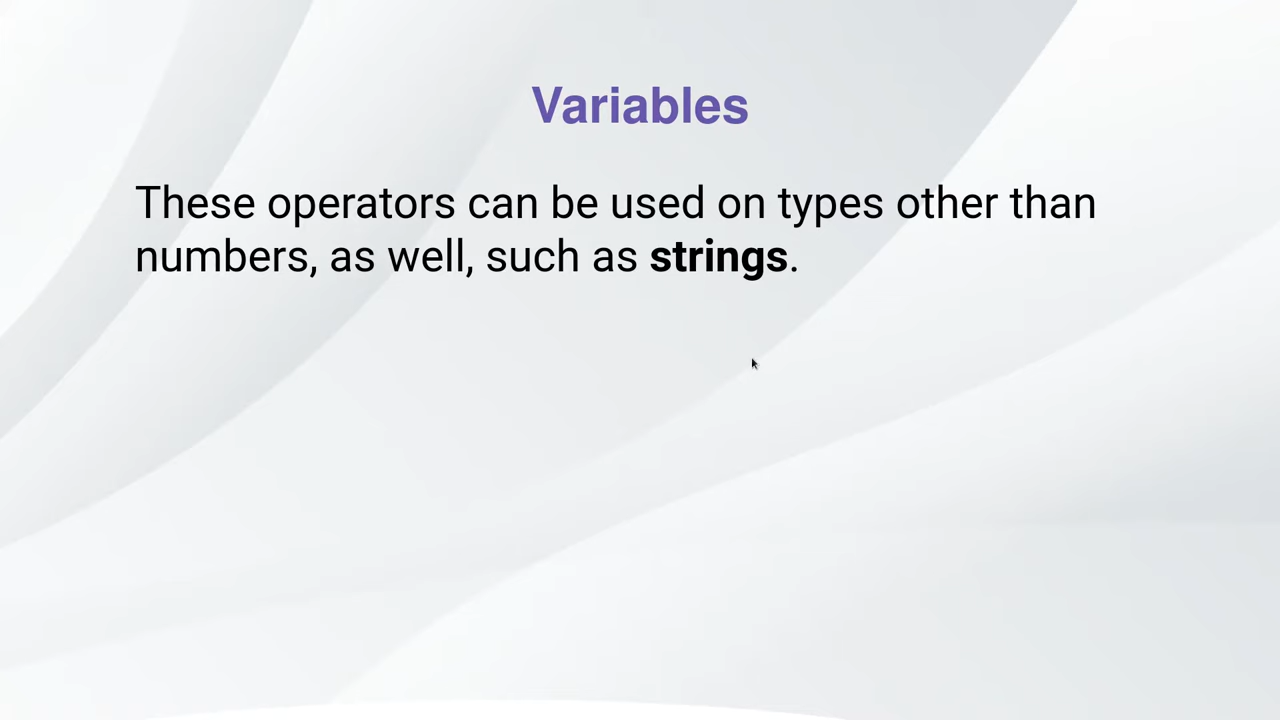 Variables
These operators can be used on types other than
numbers, as well, such as strings.